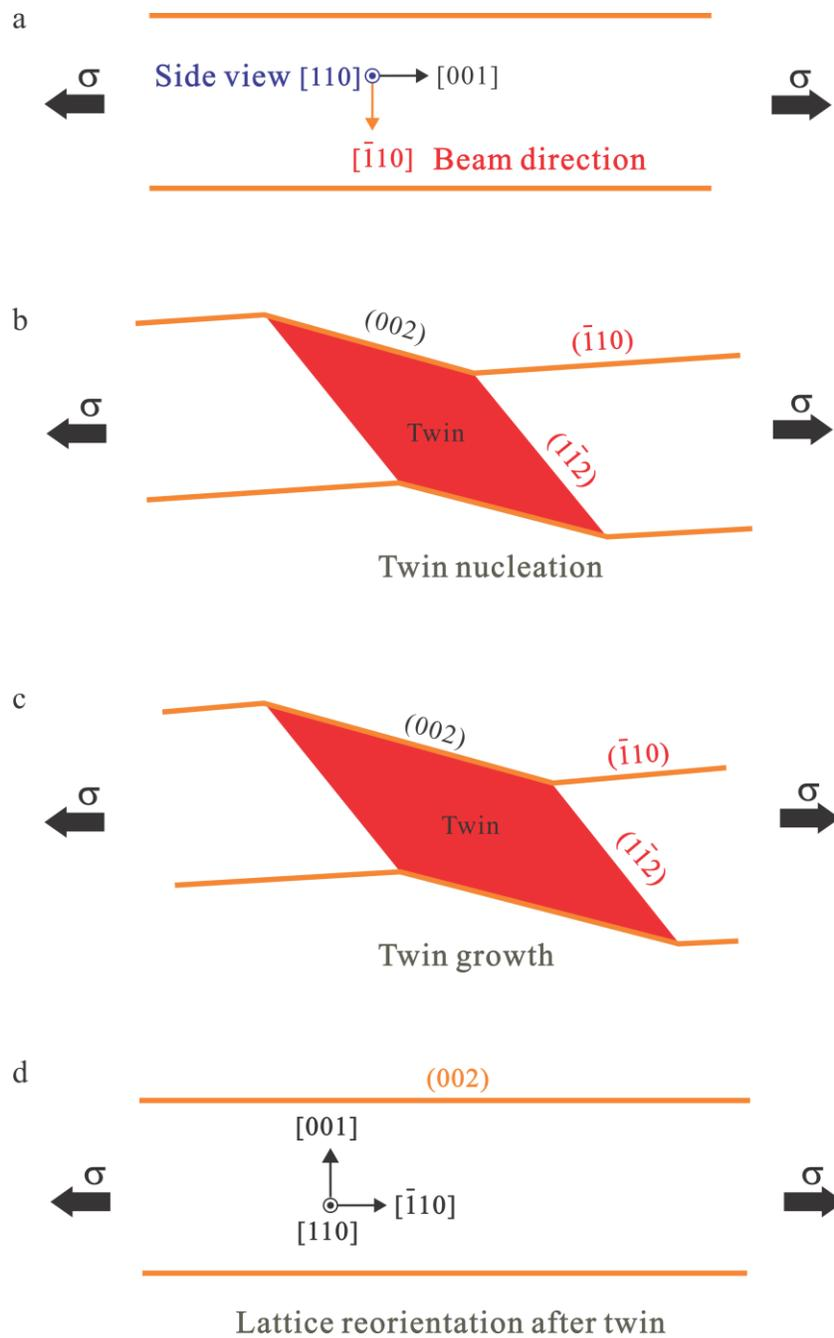 a
σ σ
Side view [110] [001]
[1̄10] Beam direction
b
(002)
(1̄10)
σ σ
Twin
(11̄2)
Twin nucleation
c
(002)
(1̄10)
σ σ
Twin
(11̄2)
Twin growth
d
(002)
[001]
σ σ
[1̄10]
[110]
Lattice reorientation after twin